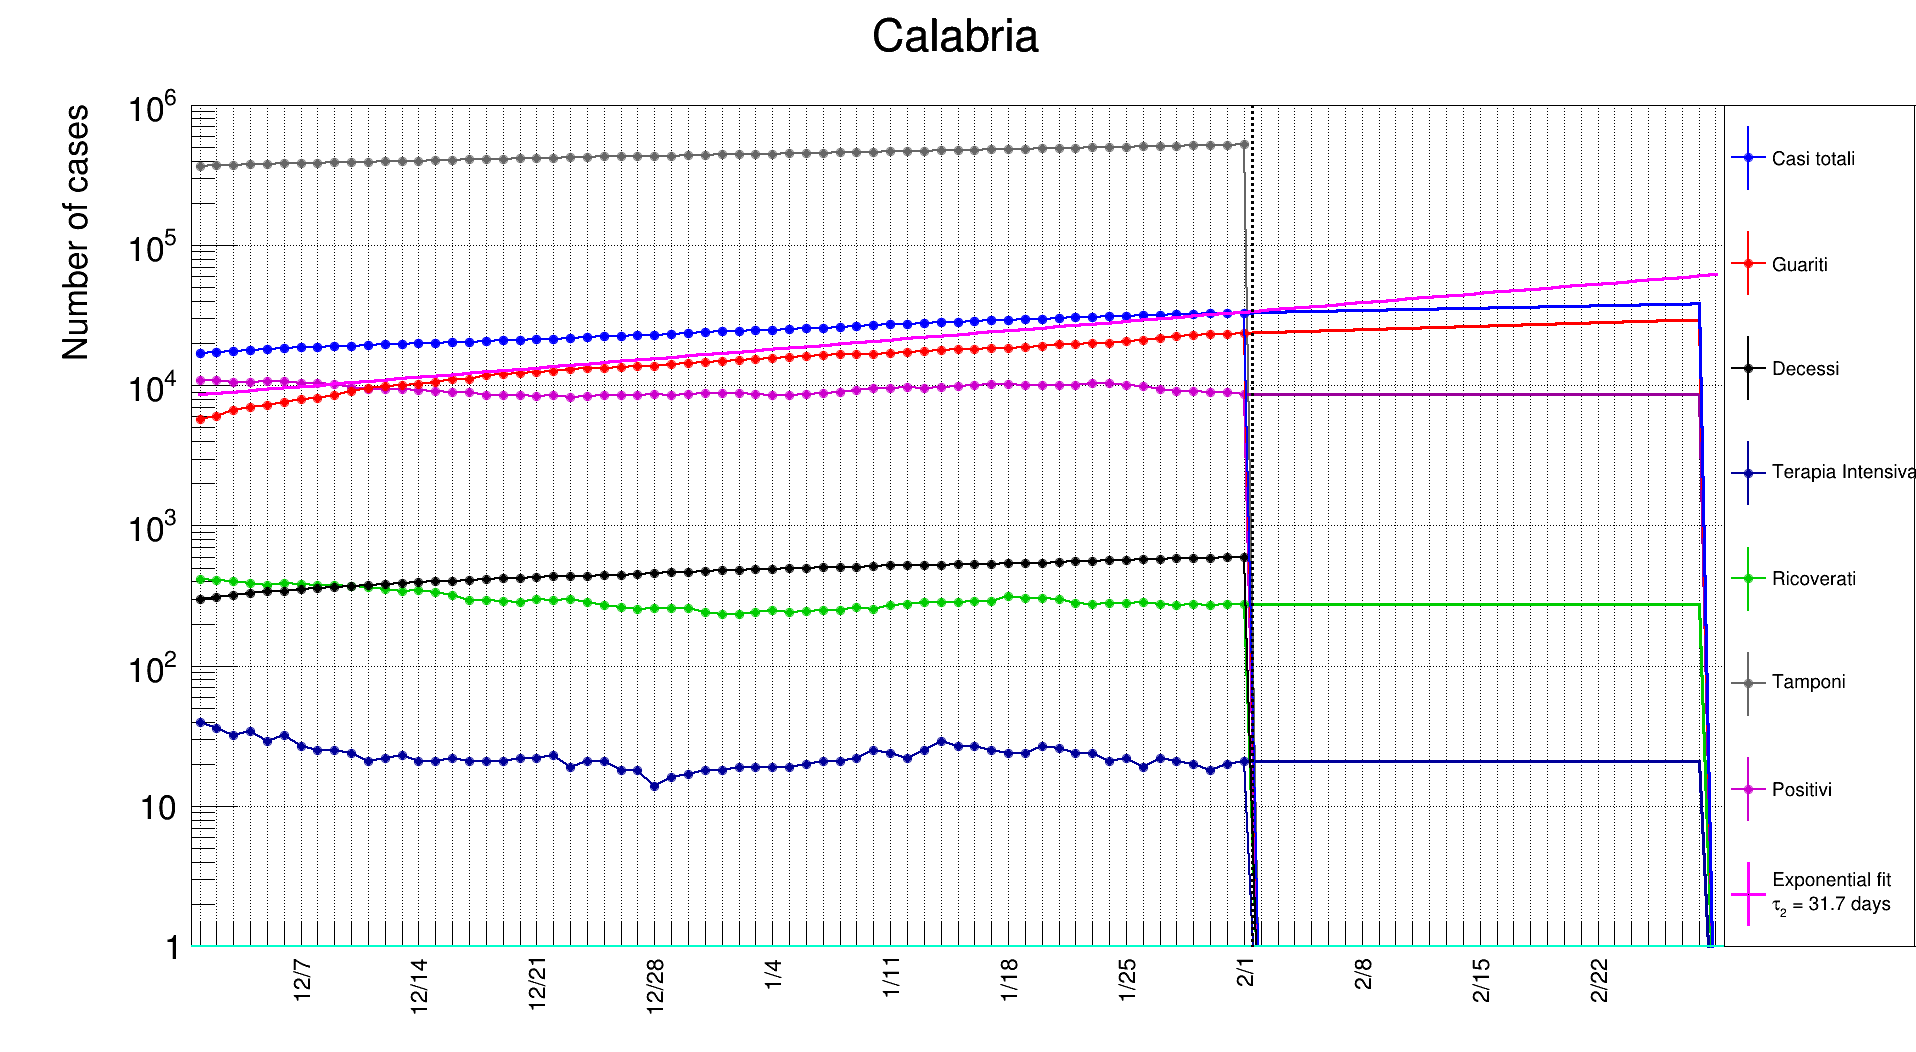 Calabria
Number of cases
10^6
10^5
10^4
10^3
10^2
10
1
12/7
12/14
12/21
12/28
1/4
1/11
1/18
1/25
2/1
2/8
2/15
2/22
Casi totali
Guariti
Decessi
Terapia Intensiva
Ricoverati
Tamponi
Positivi
Exponential fit
τ_2 = 31.7 days